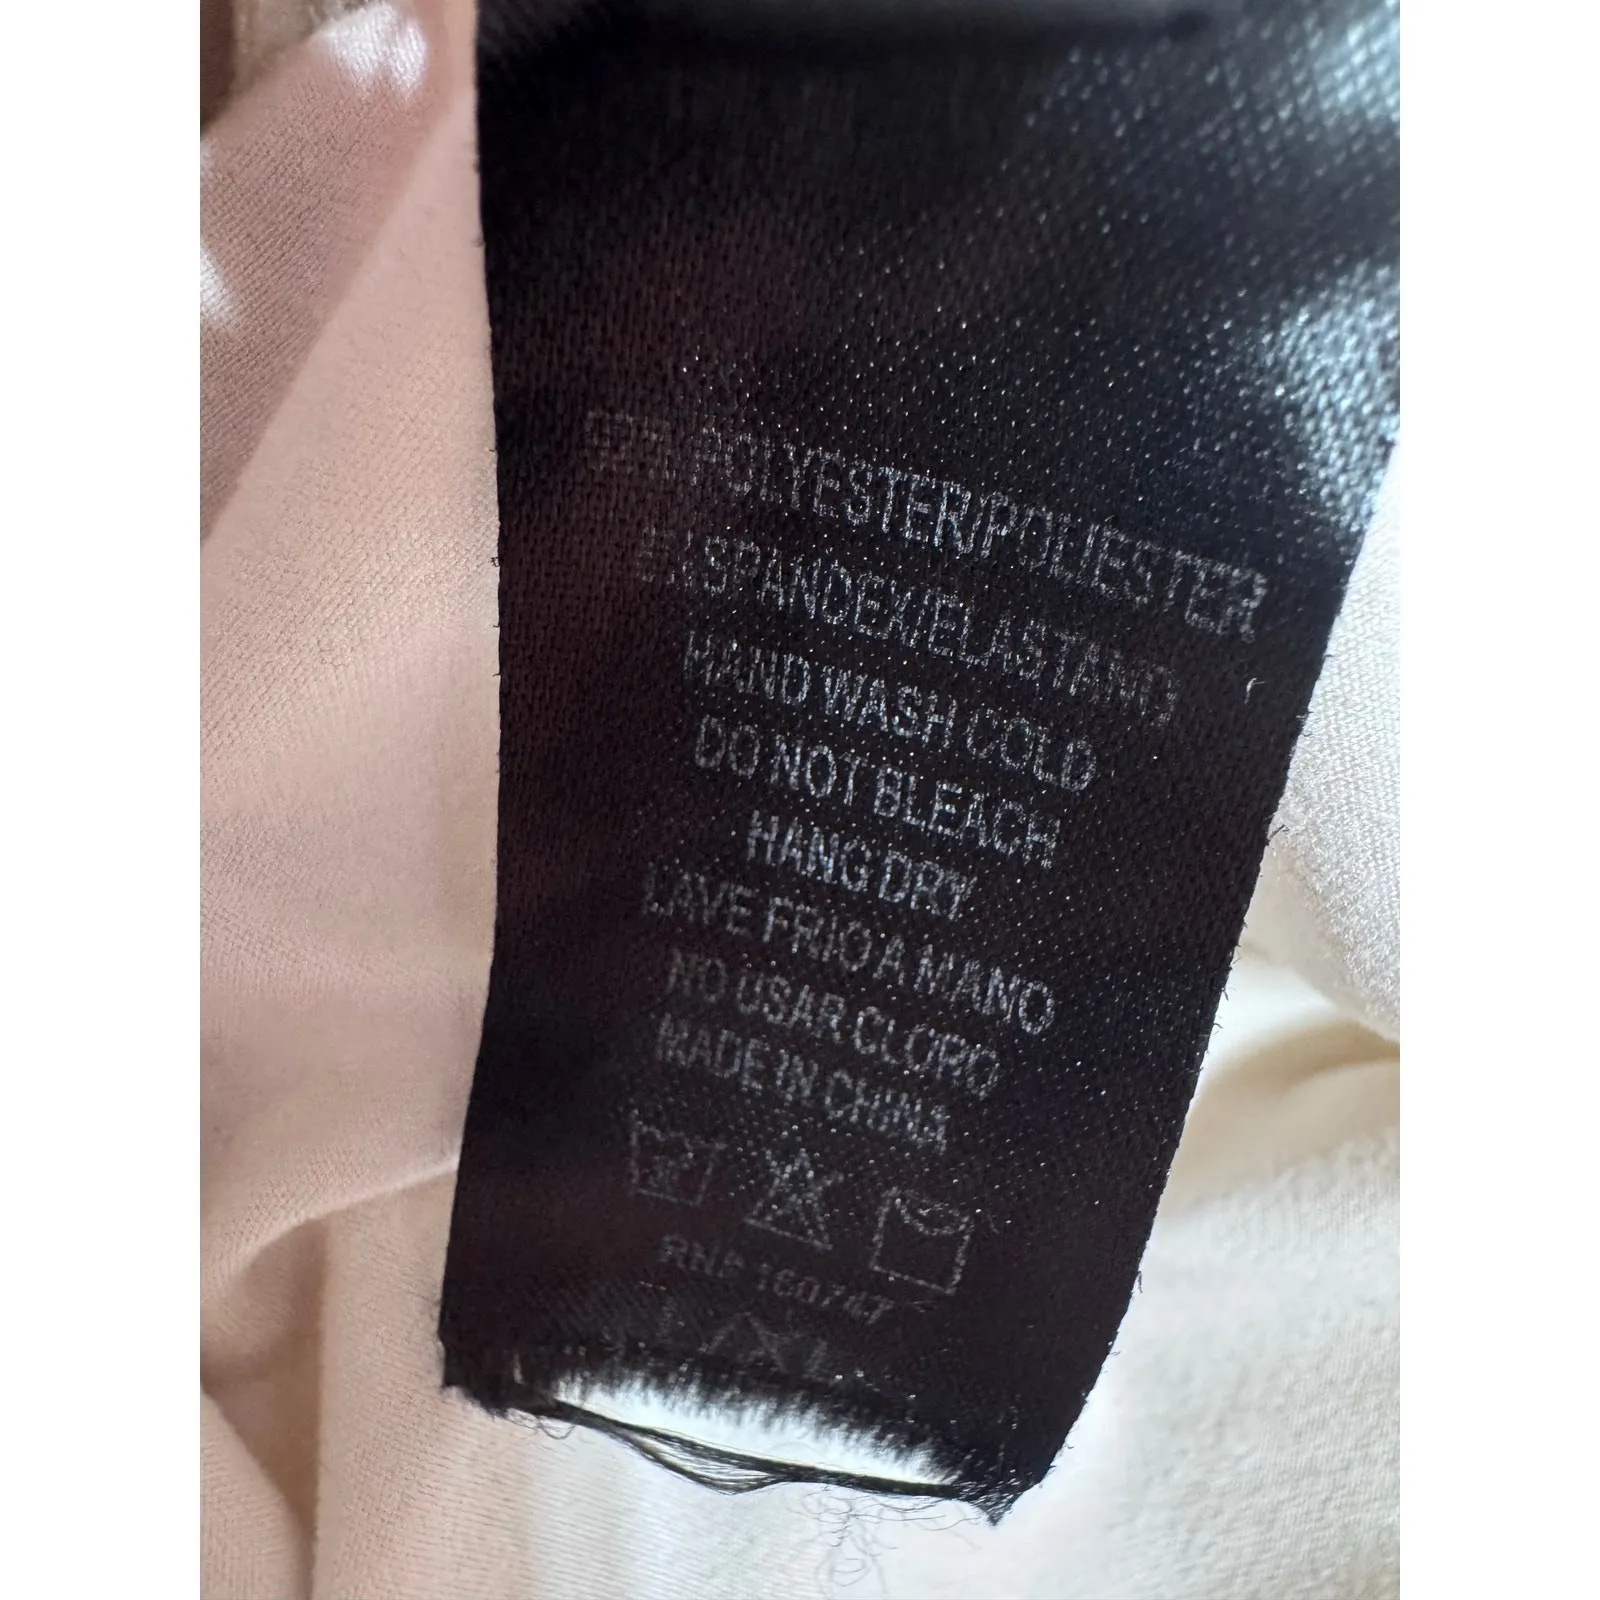 POLYESTER/POLIÉSTER
SPANDEX/ELASTANO
HAND WASH COLD
DO NOT BLEACH
HANG DRY
LAVE FRIO A MANO
NO USAR CLORO
MADE IN CHINA